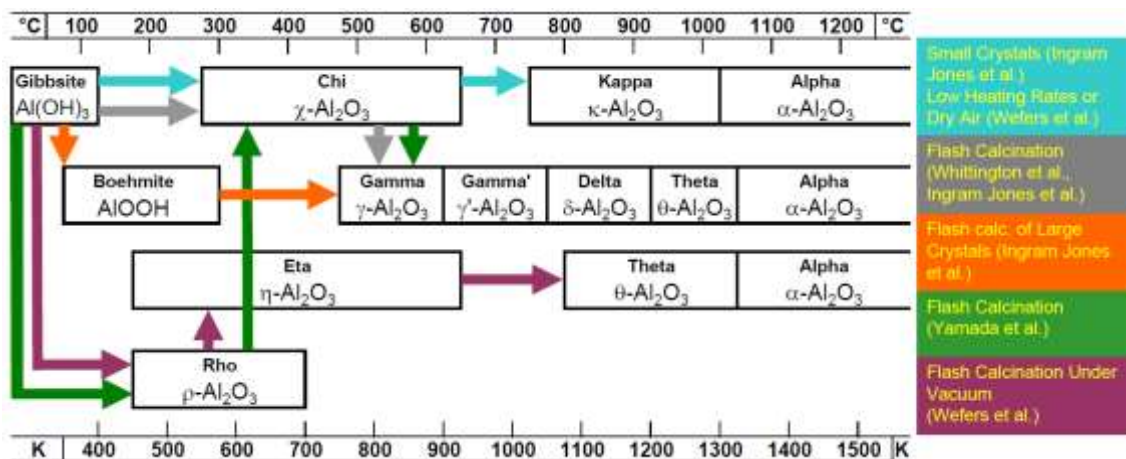 °C 100 200 300 400 500 600 700 800 900 1000 1100 1200 °C
Gibbsite
Al(OH)₃
Chi
χ-Al₂O₃
Kappa
κ-Al₂O₃
Alpha
α-Al₂O₃
Boehmite
AlOOH
Gamma
γ-Al₂O₃
Gamma'
γ'-Al₂O₃
Delta
δ-Al₂O₃
Theta
θ-Al₂O₃
Alpha
α-Al₂O₃
Eta
η-Al₂O₃
Theta
θ-Al₂O₃
Alpha
α-Al₂O₃
Rho
ρ-Al₂O₃
K 400 500 600 700 800 900 1000 1100 1200 1300 1400 1500 K
Small Crystals (Ingram
Jones et al.)
Low Heating Rates or
Dry Air (Wefers et al.)
Flash Calcination
(Whittington et al.,
Ingram Jones et al.)
Flash calc. of Large
Crystals (Ingram Jones
et al.)
Flash Calcination
(Yamada et al.)
Flash Calcination Under
Vacuum
(Wefers et al.)